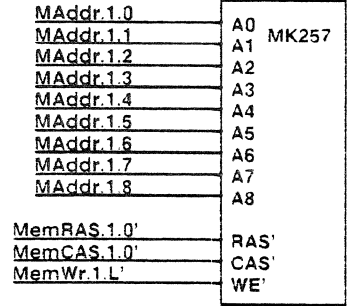 MAddr.1.0
A0 MK257
MAddr.1.1
A1
MAddr.1.2
A2
MAddr.1.3
A3
MAddr.1.4
A4
MAddr.1.5
A5
MAddr.1.6
A6
MAddr.1.7
A7
MAddr.1.8
A8
MemRAS.1.0'
RAS'
MemCAS.1.0'
CAS'
MemWr.1.L'
WE'